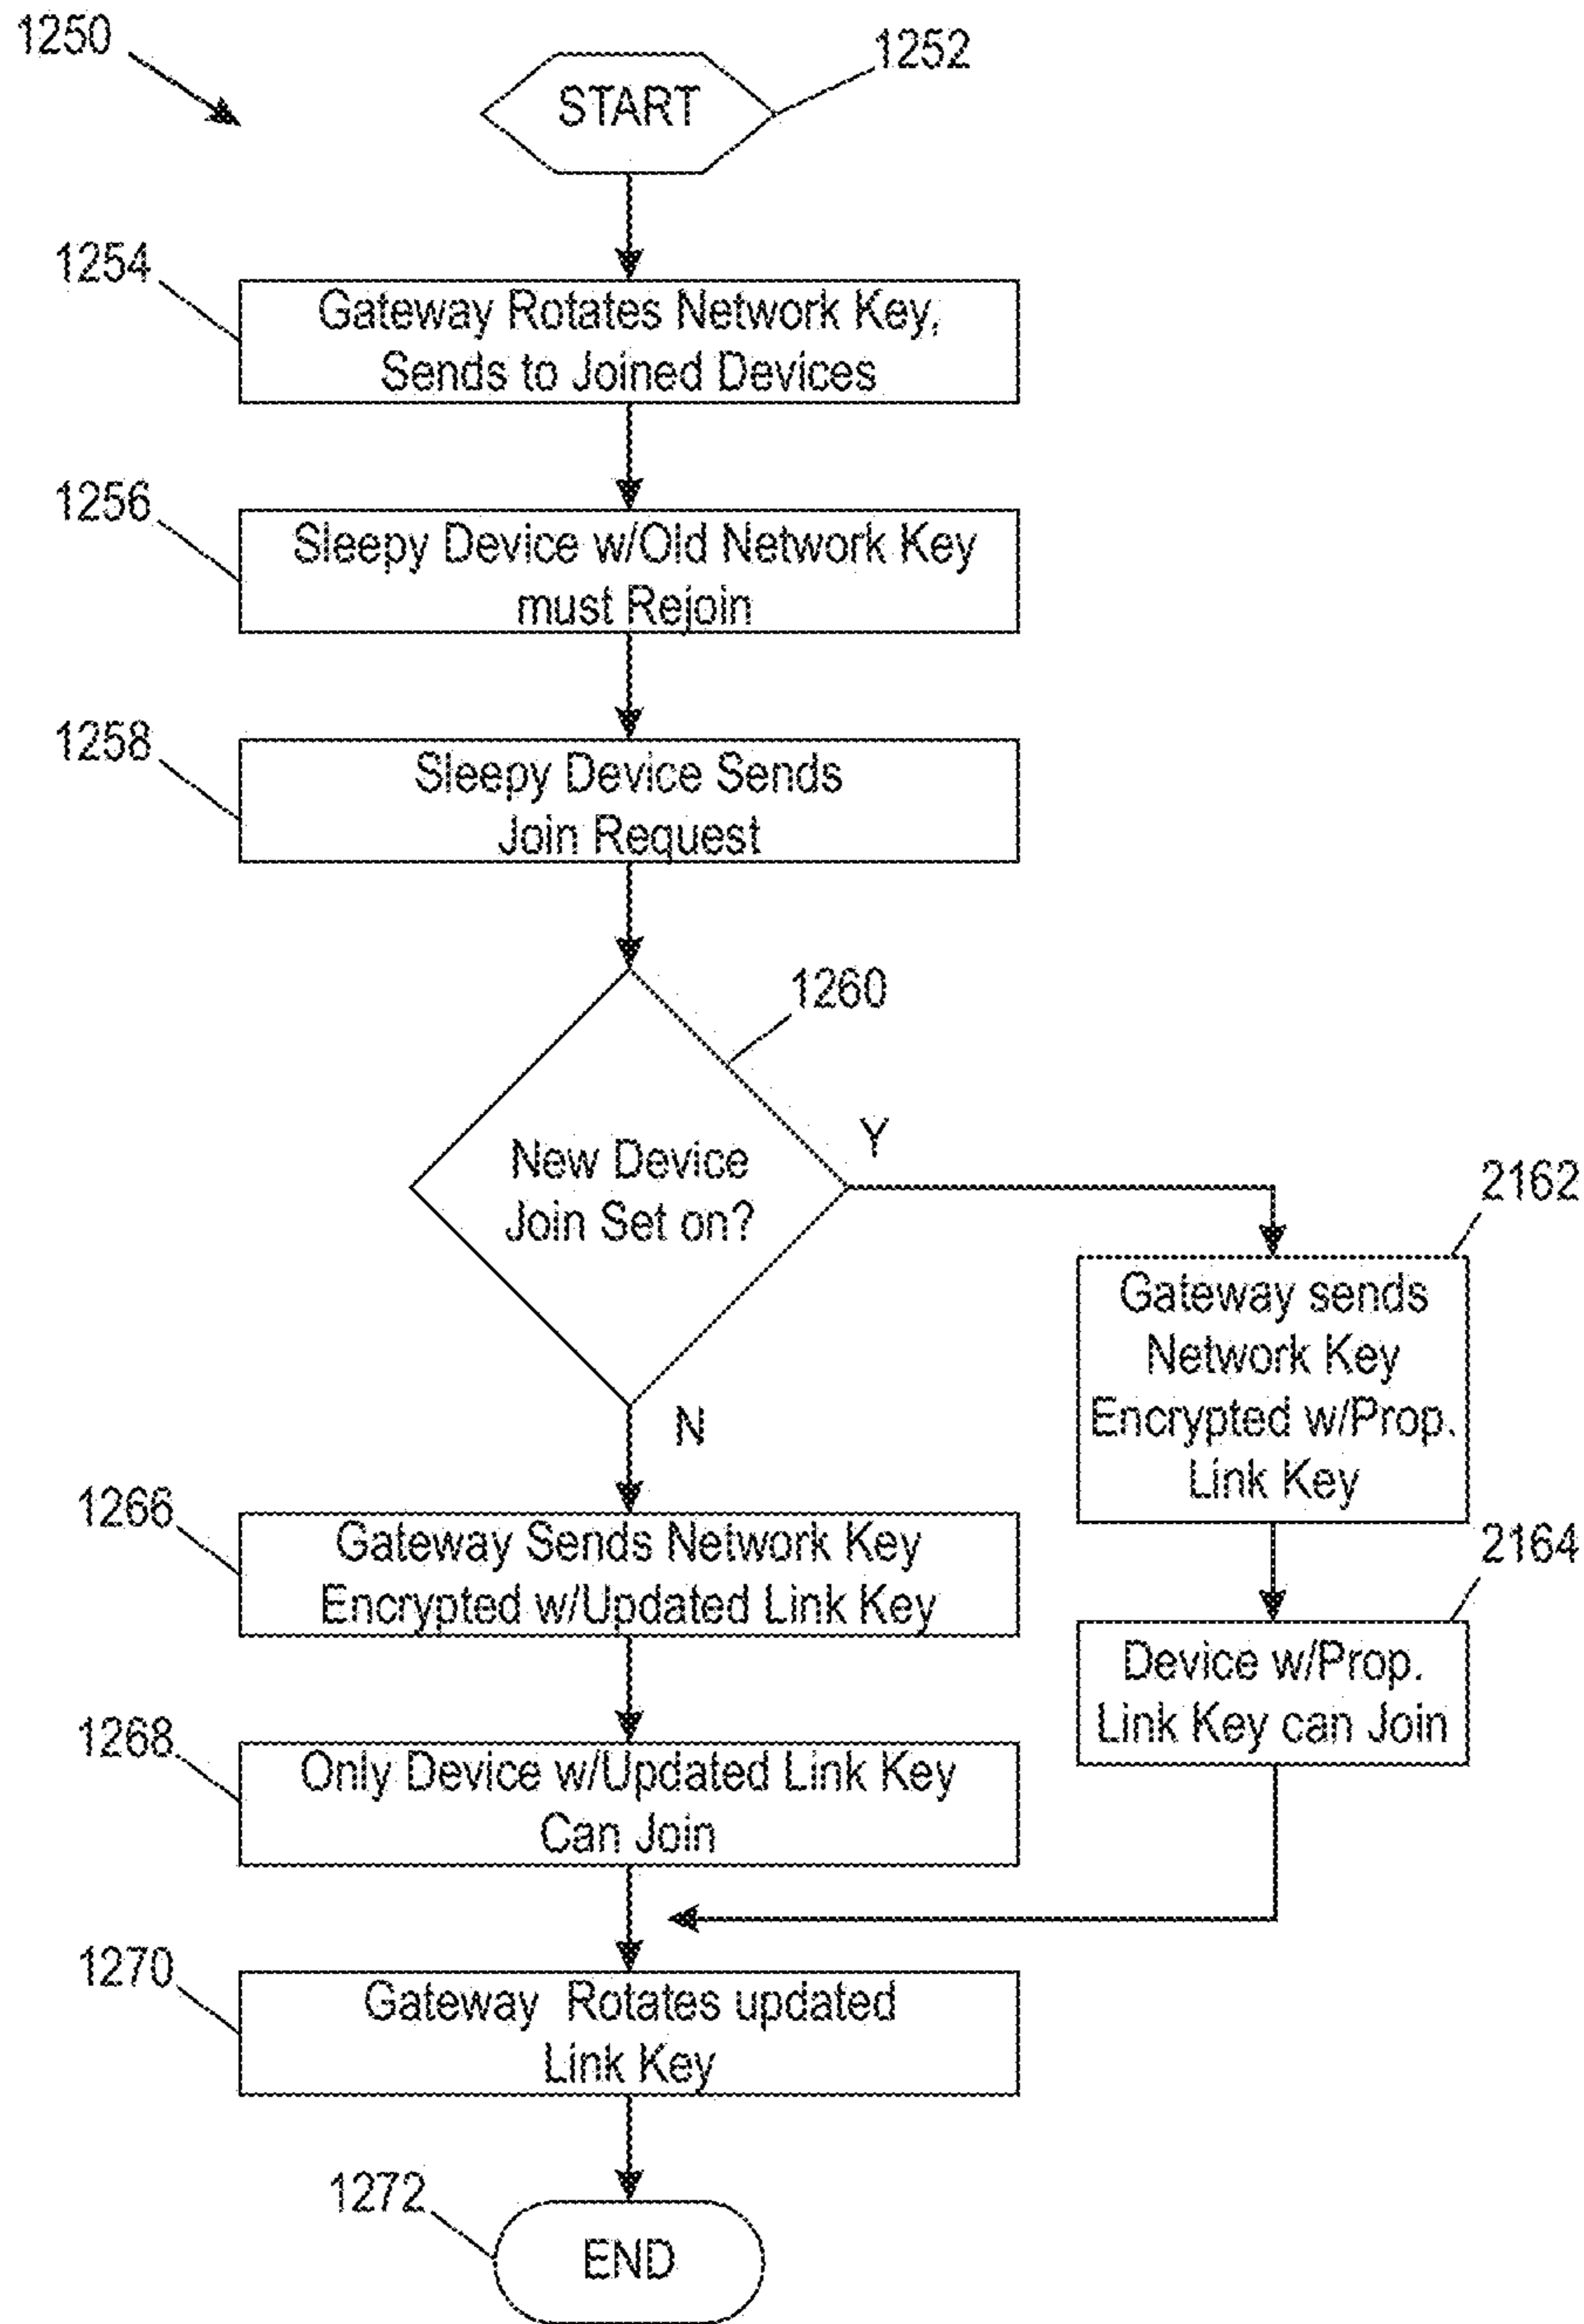 1250
1252
START
1254
Gateway Rotates Network Key,
Sends to Joined Devices
1256
Sleepy Device w/Old Network Key
must Rejoin
1258
Sleepy Device Sends
Join Request
1260
New Device
Join Set on?
Y
N
2162
Gateway sends
Network Key
Encrypted w/Prop.
Link Key
2164
Device w/Prop.
Link Key can Join
1266
Gateway Sends Network Key
Encrypted w/Updated Link Key
1268
Only Device w/Updated Link Key
Can Join
1270
Gateway Rotates updated
Link Key
1272
END